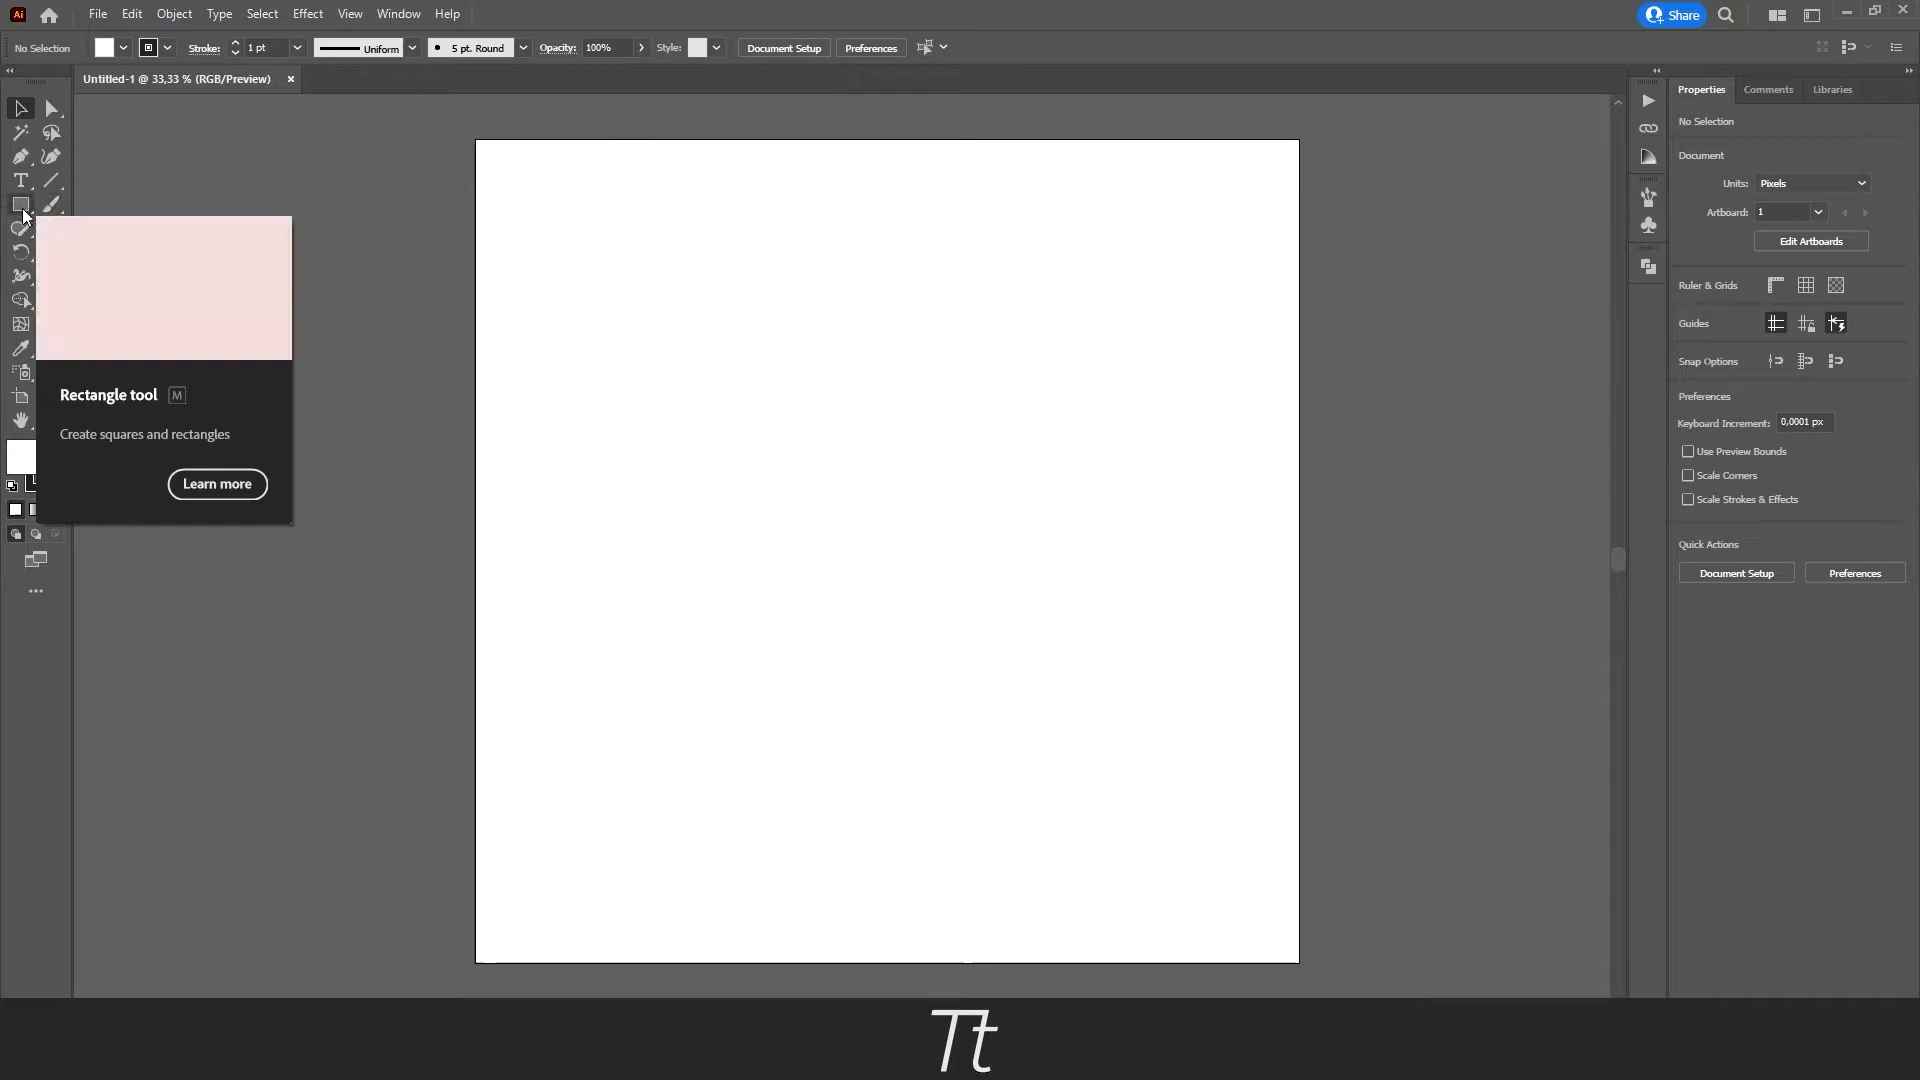 Ai File Edit Object Type Select Effect View Window Help Share
No Selection Stroke: 1 pt Uniform 5 pt. Round Opacity: 100% Style: Document Setup Preferences
Untitled-1 @ 33,33 % (RGB/Preview)
Rectangle tool M
Create squares and rectangles
Learn more
Properties Comments Libraries
No Selection
Document
Units: Pixels
Artboard: 1
Edit Artboards
Ruler & Grids
Guides
Snap Options
Preferences
Keyboard Increment: 0,0001 px
Use Preview Bounds
Scale Corners
Scale Strokes & Effects
Quick Actions
Document Setup Preferences
Tt